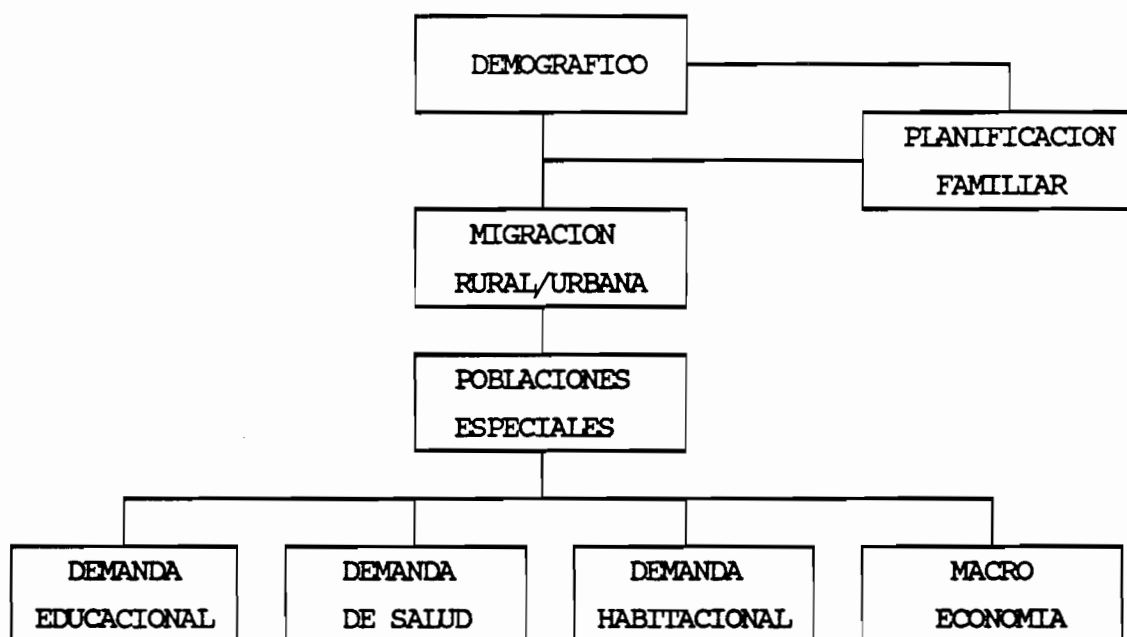 DEMOGRAFICO
PLANIFICACION
FAMILIAR
MIGRACION
RURAL/URBANA
POBLACIONES
ESPECIALES
DEMANDA
EDUCACIONAL
DEMANDA
DE SALUD
DEMANDA
HABITACIONAL
MACRO
ECONOMIA